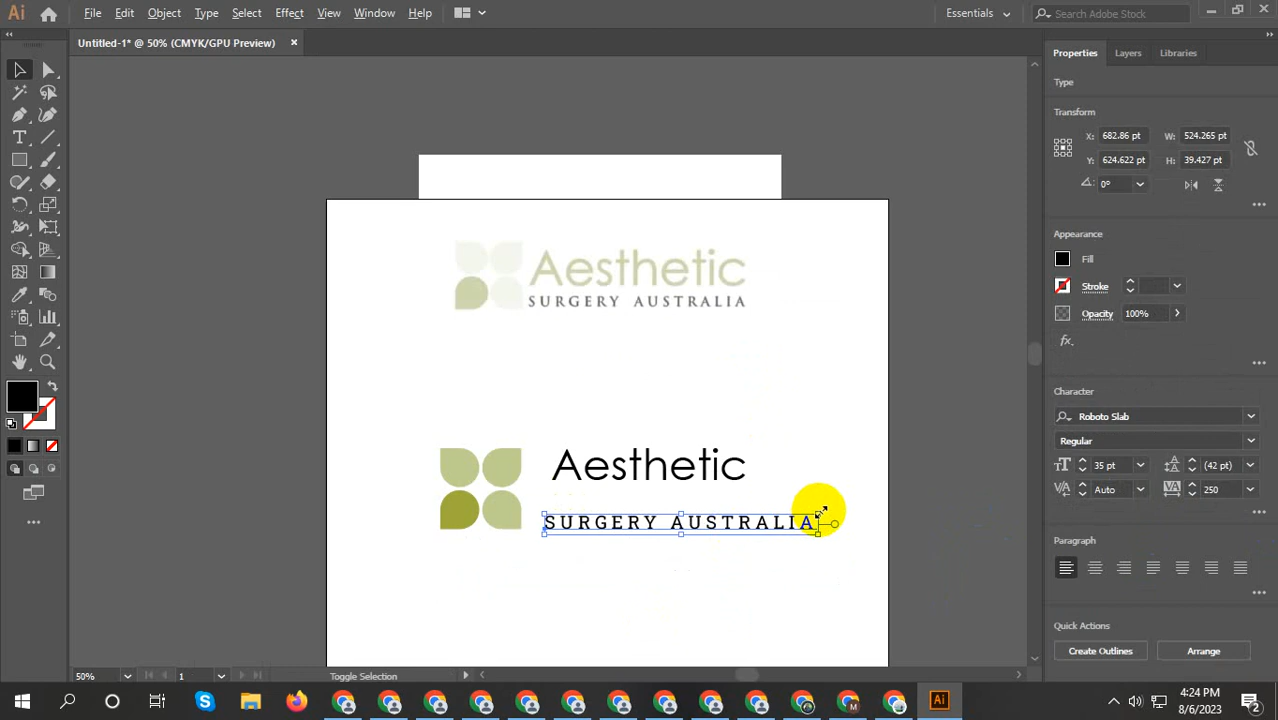 Ai File Edit Object Type Select Effect View Window Help Essentials Search Adobe Stock
Untitled-1* @ 50% (CMYK/GPU Preview) ×
Properties Layers Libraries
Type
Transform
X: 682.86 pt W: 524.265 pt
Y: 624.622 pt H: 39.427 pt
0°
Appearance
Fill
Stroke
Opacity 100%
fx.
Character
Roboto Slab
Regular
35 pt (42 pt)
Auto 250
Paragraph
Quick Actions
Create Outlines Arrange
Aesthetic
SURGERY AUSTRALIA
Aesthetic
SURGERY AUSTRALIA
50% 1 Toggle Selection
4:24 PM
8/6/2023
2